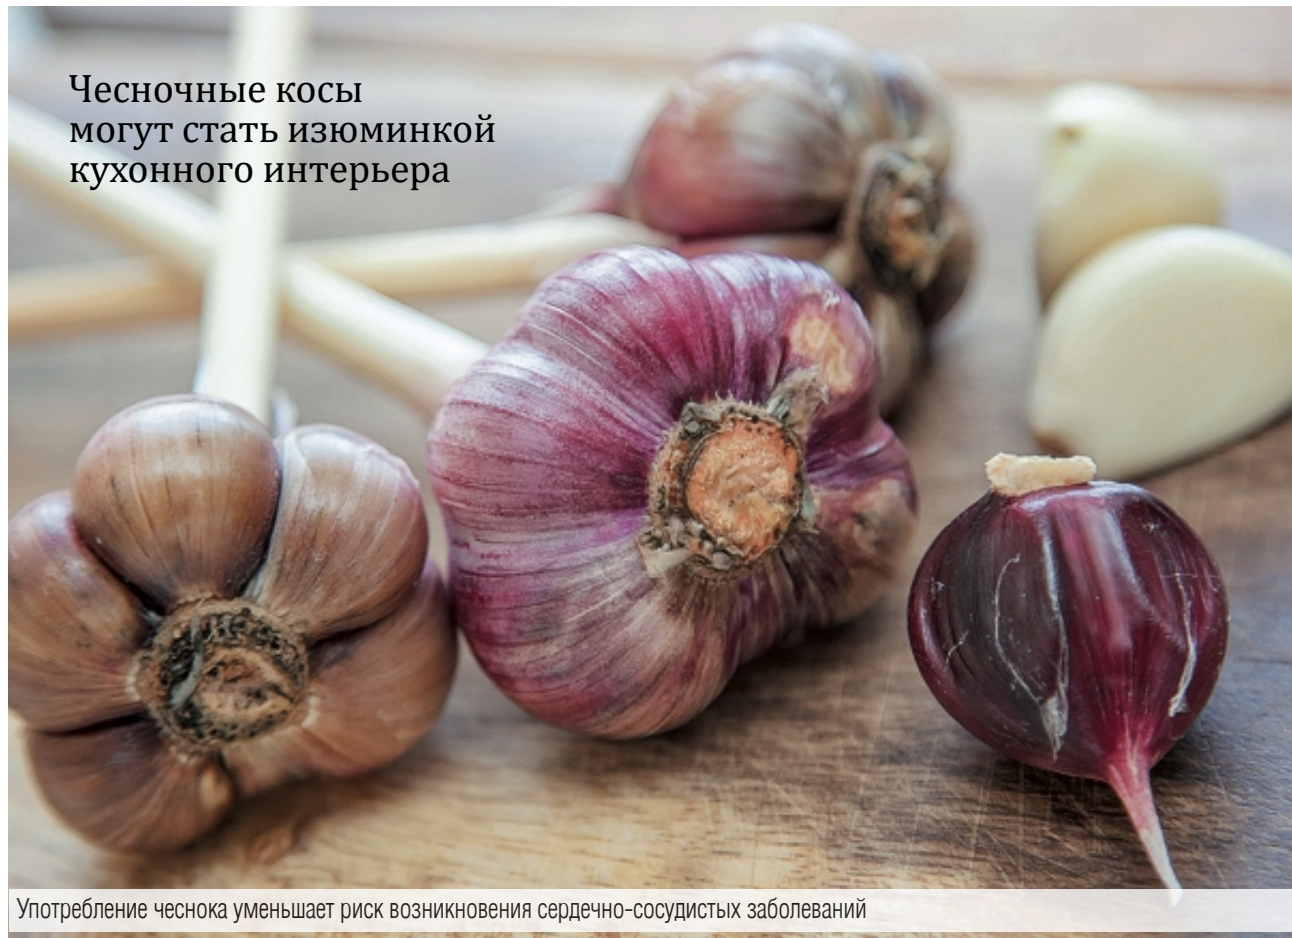 Чесночные косы
могут стать изюминкой
кухонного интерьера
Употребление чеснока уменьшает риск возникновения сердечно-сосудистых заболеваний